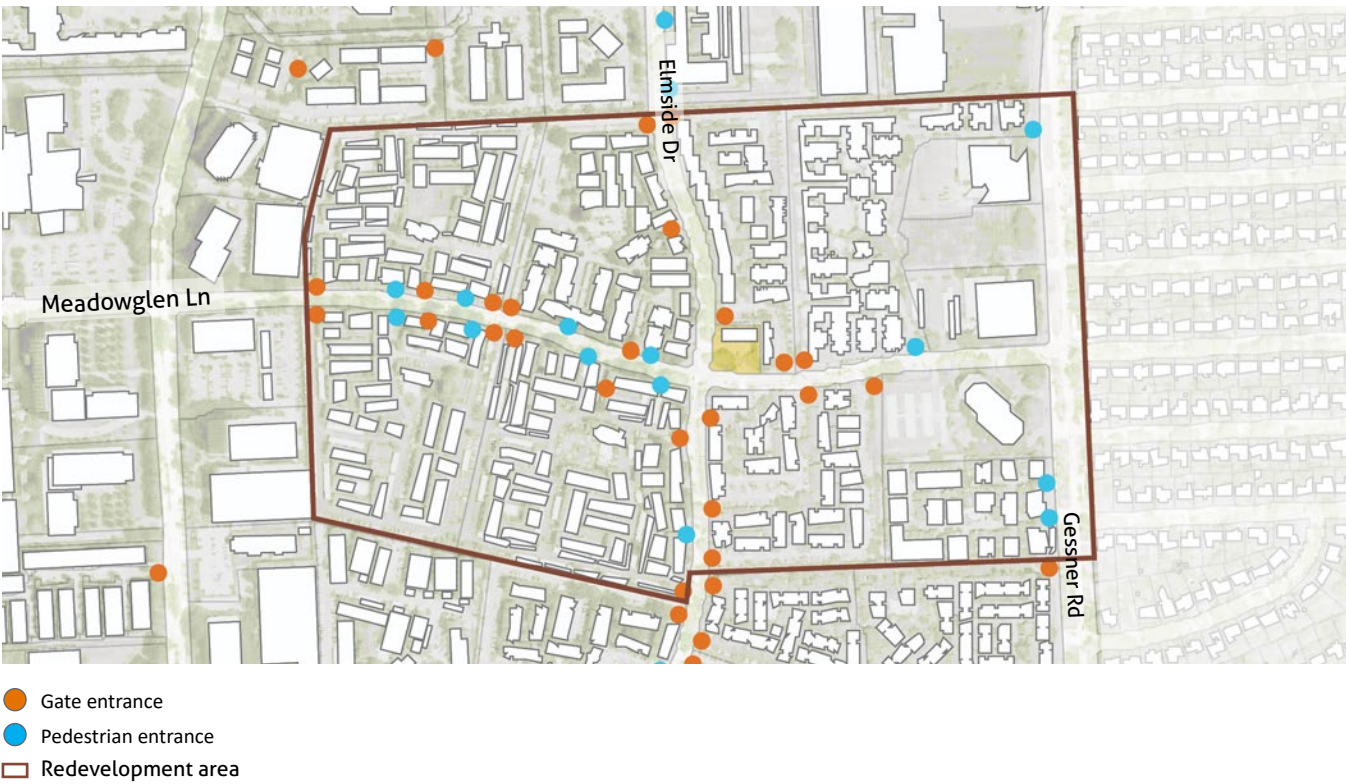 Elmside Dr
Meadowglen Ln
Gessner Rd
Gate entrance
Pedestrian entrance
Redevelopment area